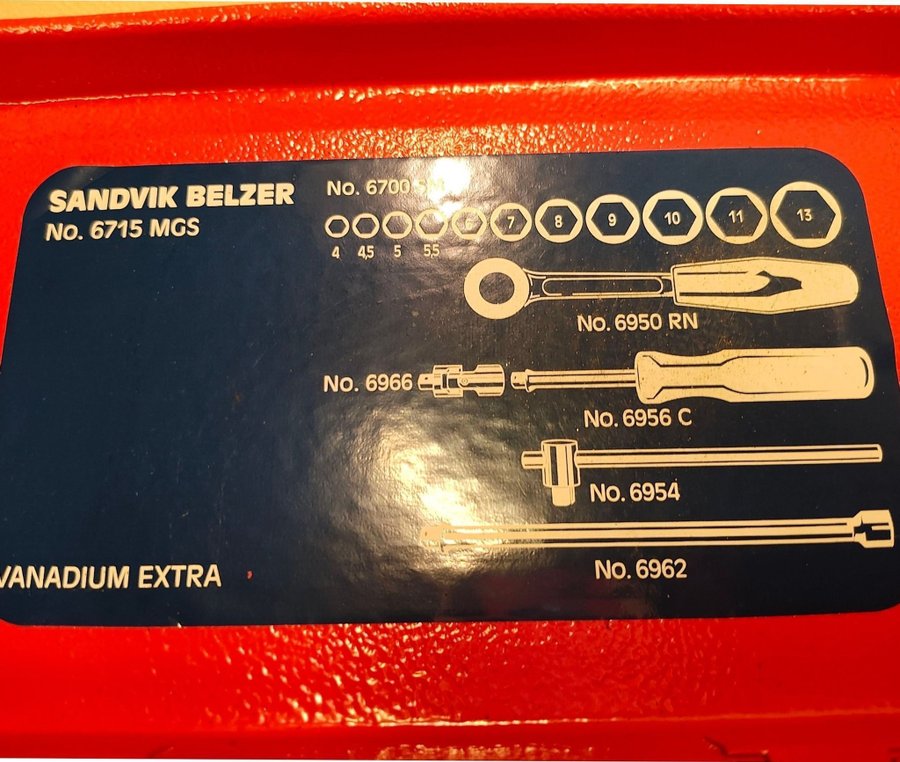 SANDVIK BELZER
No. 6715 MGS
No. 6700
4 4,5 5 5,5 6 7 8 9 10 11 13
No. 6950 RN
No. 6966
No. 6956 C
No. 6954
No. 6962
VANADIUM EXTRA